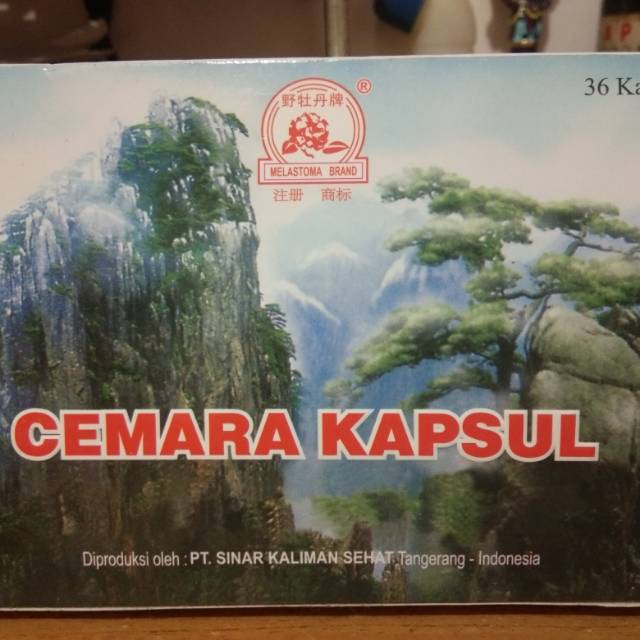 36 Ka
野牡丹牌
®
MELASTOMA BRAND
注册 商标
CEMARA KAPSUL
Diproduksi oleh : PT. SINAR KALIMAN SEHAT Tangerang - Indonesia